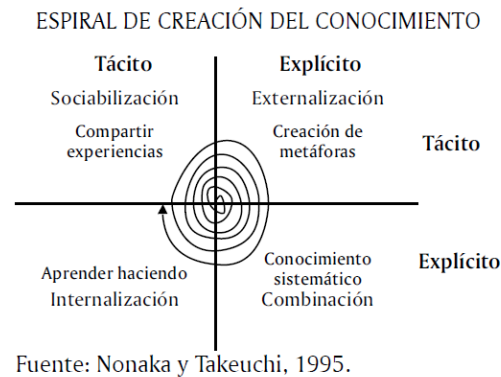 ESPIRAL DE CREACIÓN DEL CONOCIMIENTO
Tácito
Explícito
Sociabilización
Externalización
Compartir
experiencias
Creación de
metáforas
Tácito
Aprender haciendo
Internalización
Conocimiento
sistemático
Combinación
Explícito
Fuente: Nonaka y Takeuchi, 1995.